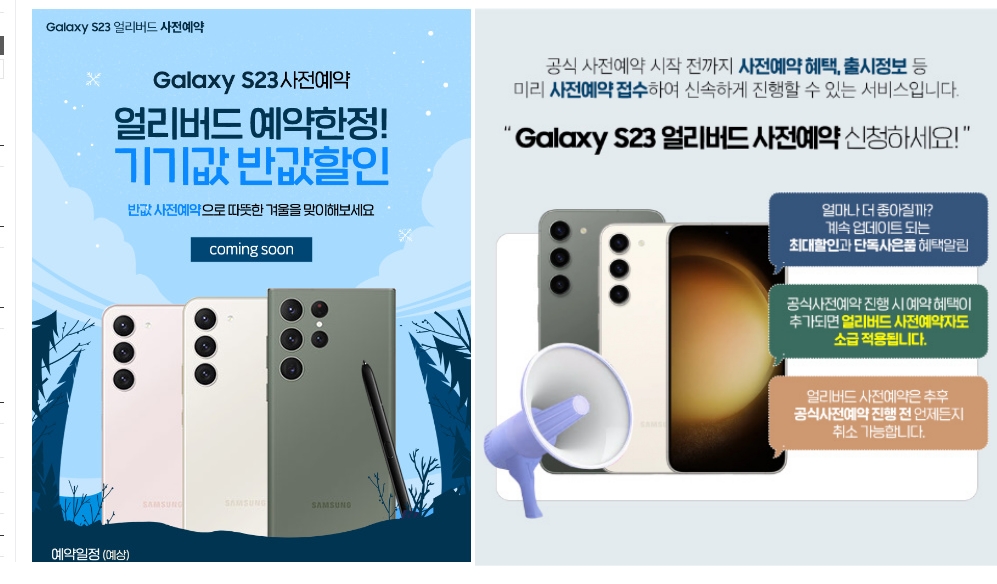 Galaxy S23 얼리버드 사전예약
Galaxy S23 사전예약
얼리버드 예약한정!
기기값 반값할인
반값 사전예약으로 따뜻한 겨울을 맞이해보세요
coming soon
SAMSUNG
SAMSUNG
SAMSUNG
예약일정 (예상)
공식 사전예약 시작 전까지 사전예약 혜택, 출시정보 등
미리 사전예약 접수하여 신속하게 진행할 수 있는 서비스입니다.
“ Galaxy S23 얼리버드 사전예약 신청하세요! ”
얼마나 더 좋아질까?
계속 업데이트 되는
최대할인과 단독사은품 혜택알림
공식사전예약 진행 시 예약 혜택이
추가되면 얼리버드 사전예약자도
소급 적용됩니다.
얼리버드 사전예약은 추후
공식사전예약 진행 전 언제든지
취소 가능합니다.